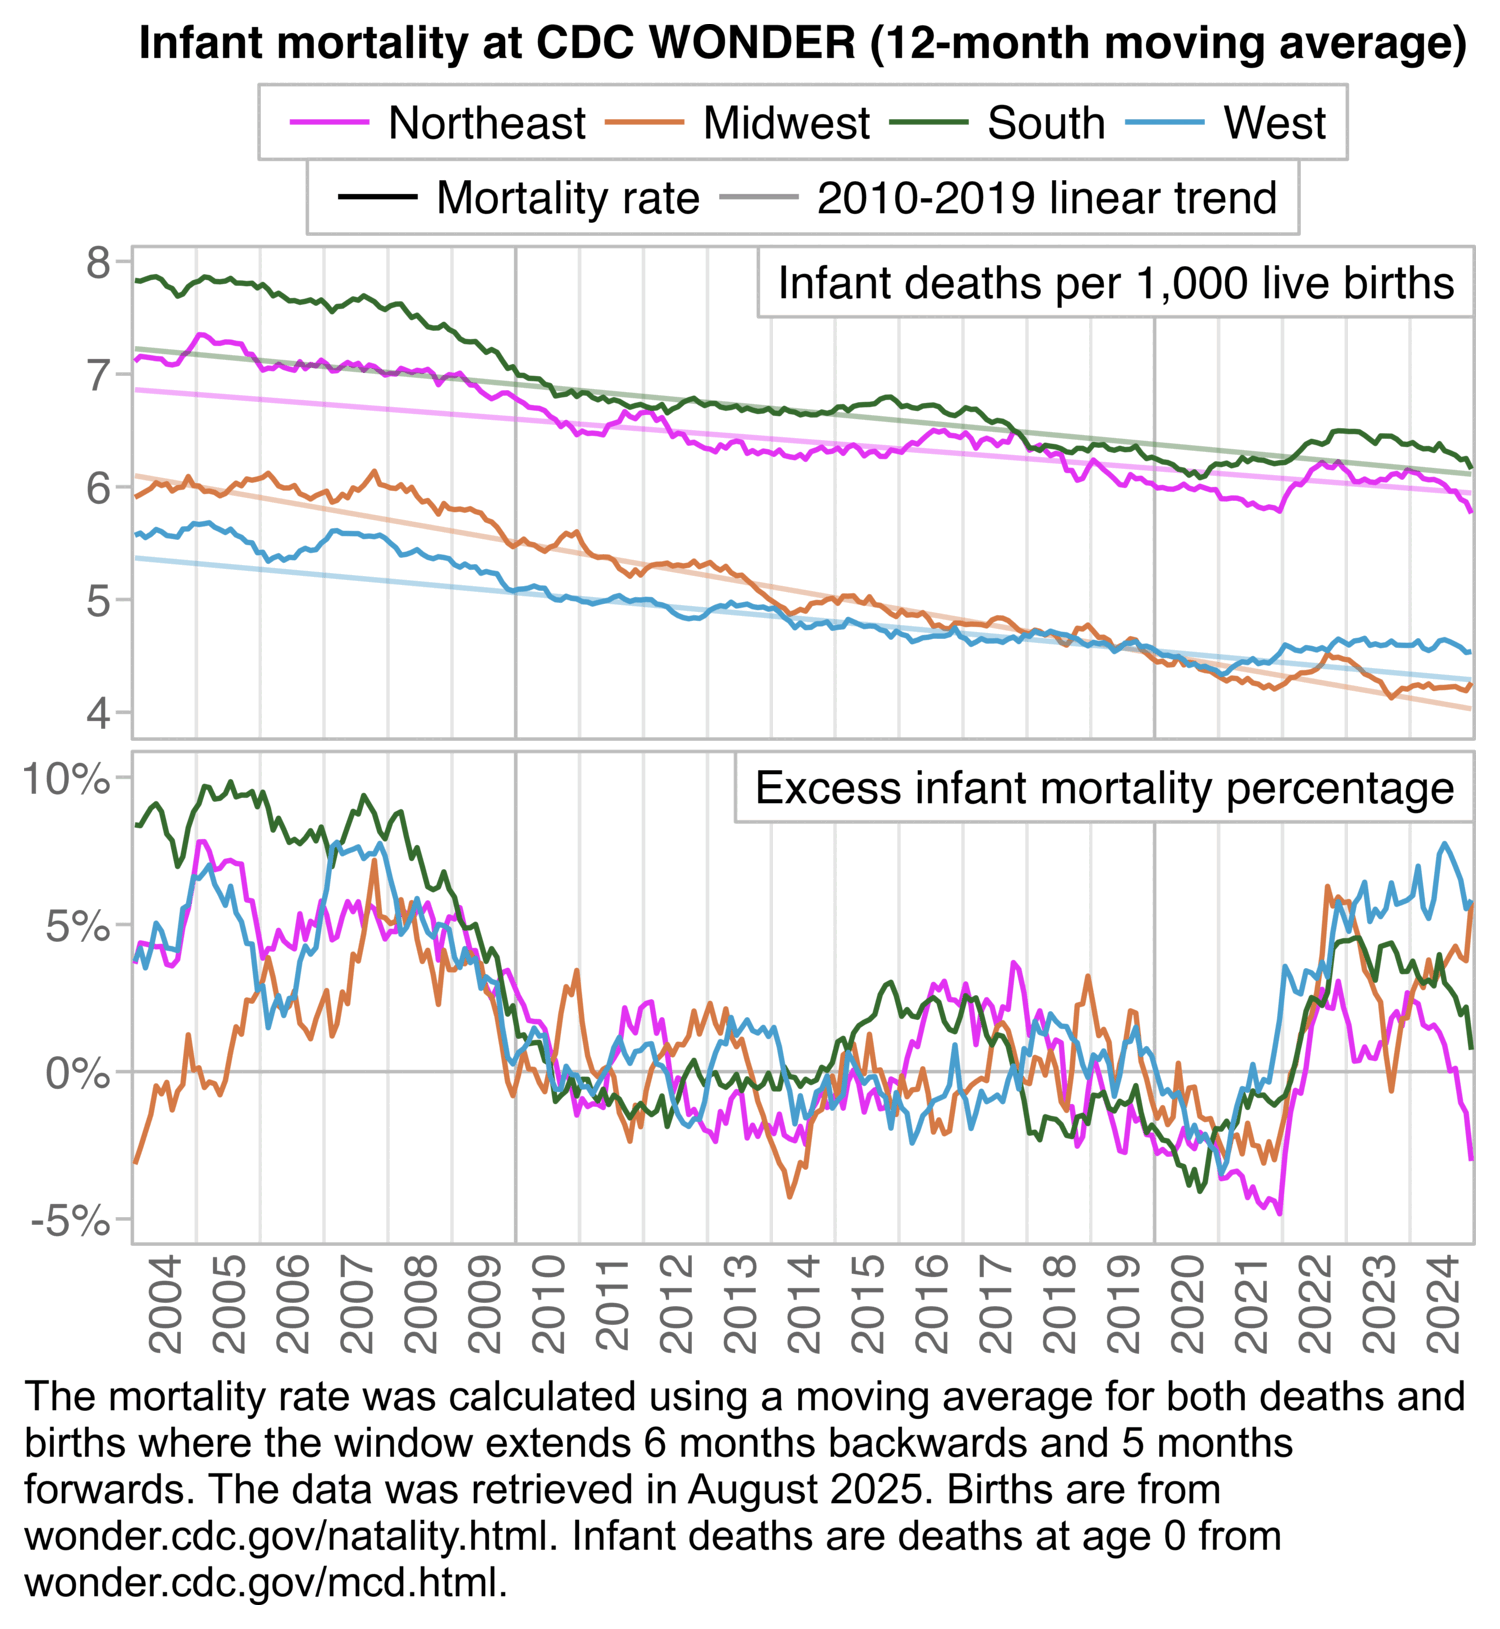 Infant mortality at CDC WONDER (12-month moving average)
Northeast Midwest South West
Mortality rate 2010-2019 linear trend
Infant deaths per 1,000 live births
8
7
6
5
4
Excess infant mortality percentage
10%
5%
0%
-5%
2004 2005 2006 2007 2008 2009 2010 2011 2012 2013 2014 2015 2016 2017 2018 2019 2020 2021 2022 2023 2024
The mortality rate was calculated using a moving average for both deaths and
births where the window extends 6 months backwards and 5 months
forwards. The data was retrieved in August 2025. Births are from
wonder.cdc.gov/natality.html. Infant deaths are deaths at age 0 from
wonder.cdc.gov/mcd.html.